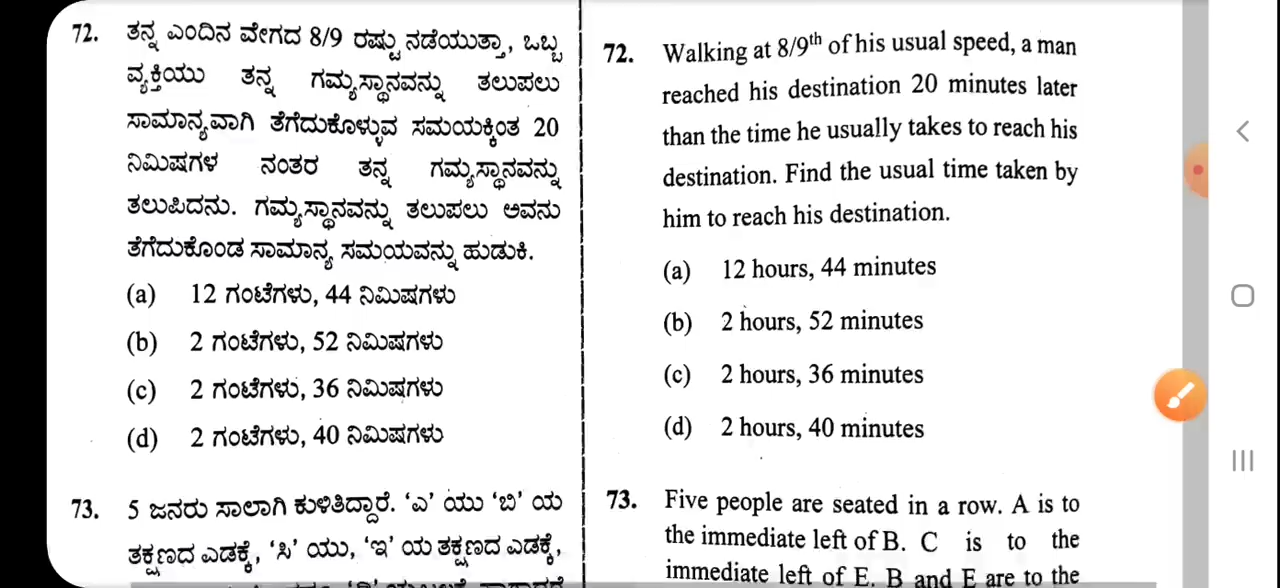 72. ತನ್ನ ಎಂದಿನ ವೇಗದ 8/9 ರಷ್ಟು ನಡೆಯುತ್ತಾ, ಒಬ್ಬ
ವ್ಯಕ್ತಿಯು ತನ್ನ ಗಮ್ಯಸ್ಥಾನವನ್ನು ತಲುಪಲು
ಸಾಮಾನ್ಯವಾಗಿ ತೆಗೆದುಕೊಳ್ಳುವ ಸಮಯಕ್ಕಿಂತ 20
ನಿಮಿಷಗಳ ನಂತರ ತನ್ನ ಗಮ್ಯಸ್ಥಾನವನ್ನು
ತಲುಪಿದನು. ಗಮ್ಯಸ್ಥಾನವನ್ನು ತಲುಪಲು ಅವನು
ತೆಗೆದುಕೊಂಡ ಸಾಮಾನ್ಯ ಸಮಯವನ್ನು ಹುಡುಕಿ.
(a) 12 ಗಂಟೆಗಳು, 44 ನಿಮಿಷಗಳು
(b) 2 ಗಂಟೆಗಳು, 52 ನಿಮಿಷಗಳು
(c) 2 ಗಂಟೆಗಳು, 36 ನಿಮಿಷಗಳು
(d) 2 ಗಂಟೆಗಳು, 40 ನಿಮಿಷಗಳು
73. 5 ಜನರು ಸಾಲಾಗಿ ಕುಳಿತಿದ್ದಾರೆ. ‘ಎ’ ಯು ‘ಬಿ’ ಯ
ತಕ್ಷಣದ ಎಡಕ್ಕೆ, ‘ಸಿ’ ಯು, ‘ಇ’ ಯ ತಕ್ಷಣದ ಎಡಕ್ಕೆ,
72. Walking at 8/9th of his usual speed, a man
reached his destination 20 minutes later
than the time he usually takes to reach his
destination. Find the usual time taken by
him to reach his destination.
(a) 12 hours, 44 minutes
(b) 2 hours, 52 minutes
(c) 2 hours, 36 minutes
(d) 2 hours, 40 minutes
73. Five people are seated in a row. A is to
the immediate left of B. C is to the
immediate left of E. B and E are to the